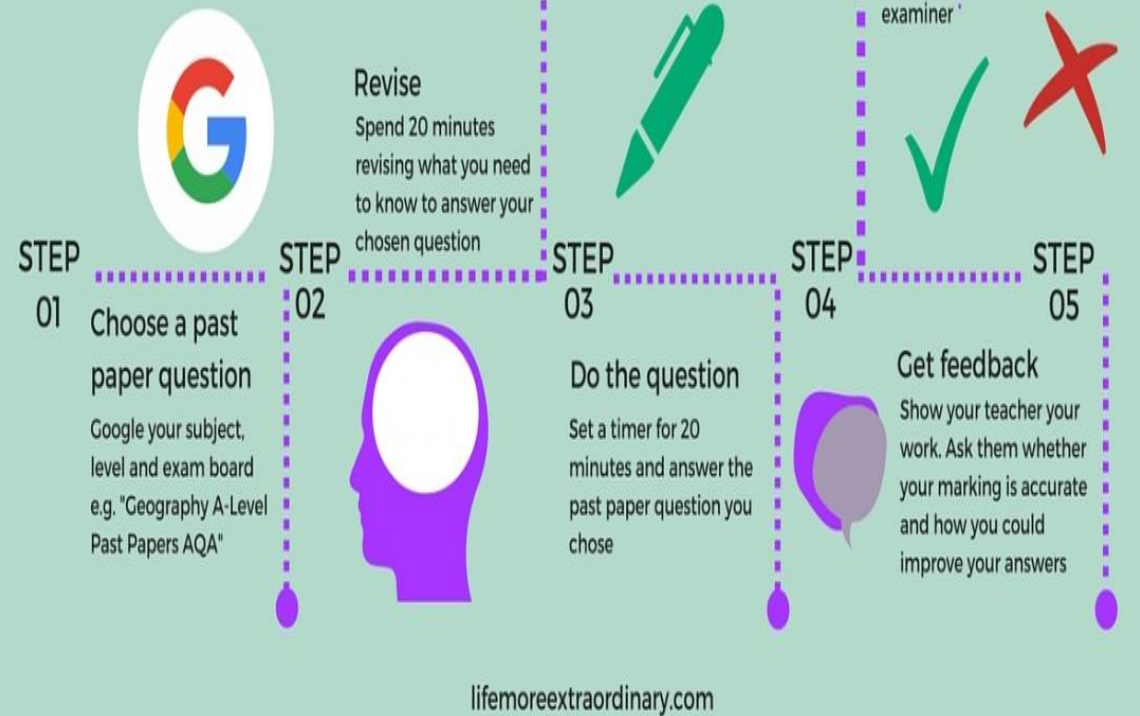 examiner
Revise
Spend 20 minutes
revising what you need
to know to answer your
chosen question
STEP
01
STEP
02
STEP
03
STEP
04
STEP
05
Choose a past
paper question
Google your subject,
level and exam board
e.g. "Geography A-Level
Past Papers AQA"
Do the question
Set a timer for 20
minutes and answer the
past paper question you
chose
Get feedback
Show your teacher your
work. Ask them whether
your marking is accurate
and how you could
improve your answers
lifemoreextraordinary.com